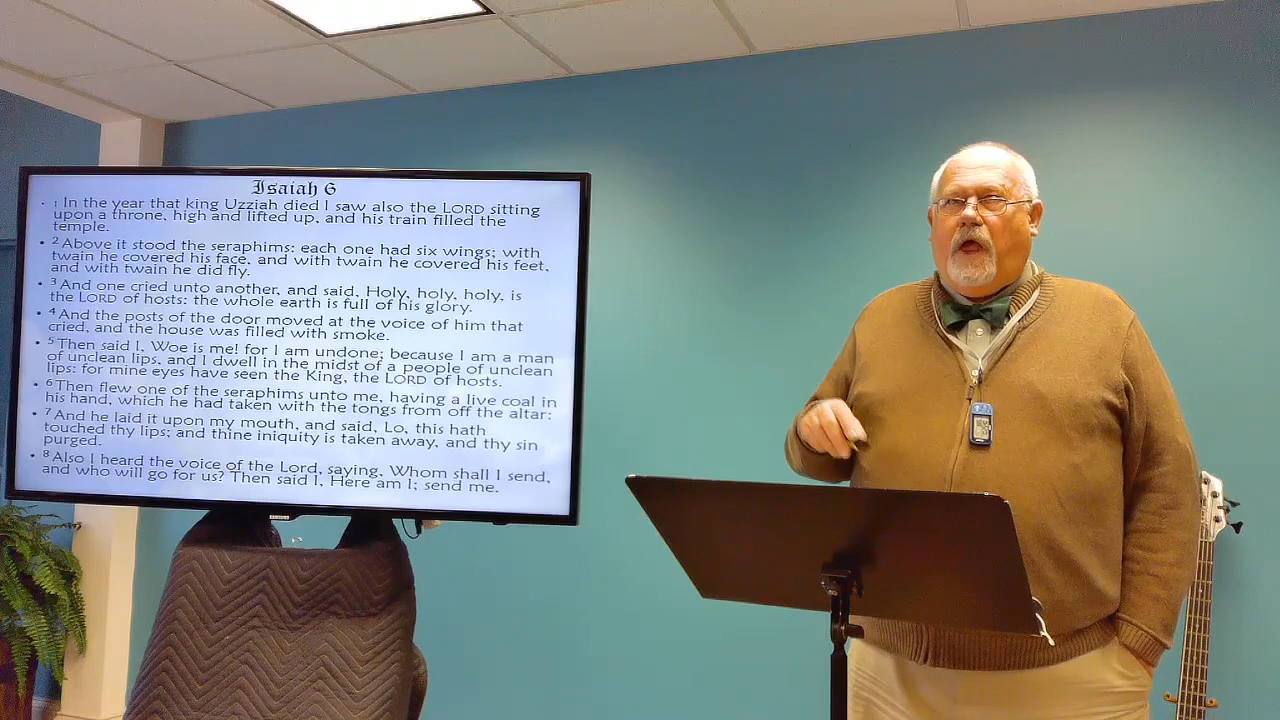 Isaiah 6
• 1 In the year that king Uzziah died I saw also the LORD sitting
upon a throne, high and lifted up, and his train filled the
temple.
• 2 Above it stood the seraphims: each one had six wings; with
twain he covered his face, and with twain he covered his feet,
and with twain he did fly.
• 3 And one cried unto another, and said, Holy, holy, holy, is
the LORD of hosts: the whole earth is full of his glory.
• 4 And the posts of the door moved at the voice of him that
cried, and the house was filled with smoke.
• 5 Then said I, Woe is me! for I am undone; because I am a man
of unclean lips, and I dwell in the midst of a people of unclean
lips: for mine eyes have seen the King, the LORD of hosts.
• 6 Then flew one of the seraphims unto me, having a live coal in
his hand, which he had taken with the tongs from off the altar:
• 7 And he laid it upon my mouth, and said, Lo, this hath
touched thy lips; and thine iniquity is taken away, and thy sin
purged.
• 8 Also I heard the voice of the Lord, saying, Whom shall I send,
and who will go for us? Then said I, Here am I; send me.